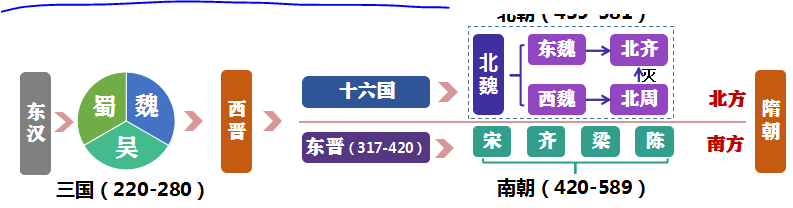 北朝（439-581）
东汉
蜀
魏
吴
三国（220-280）
西晋
十六国
东晋（317-420）
北魏
东魏
北齐
灭
西魏
北周
北方
宋
齐
梁
陈
南方
南朝（420-589）
隋朝